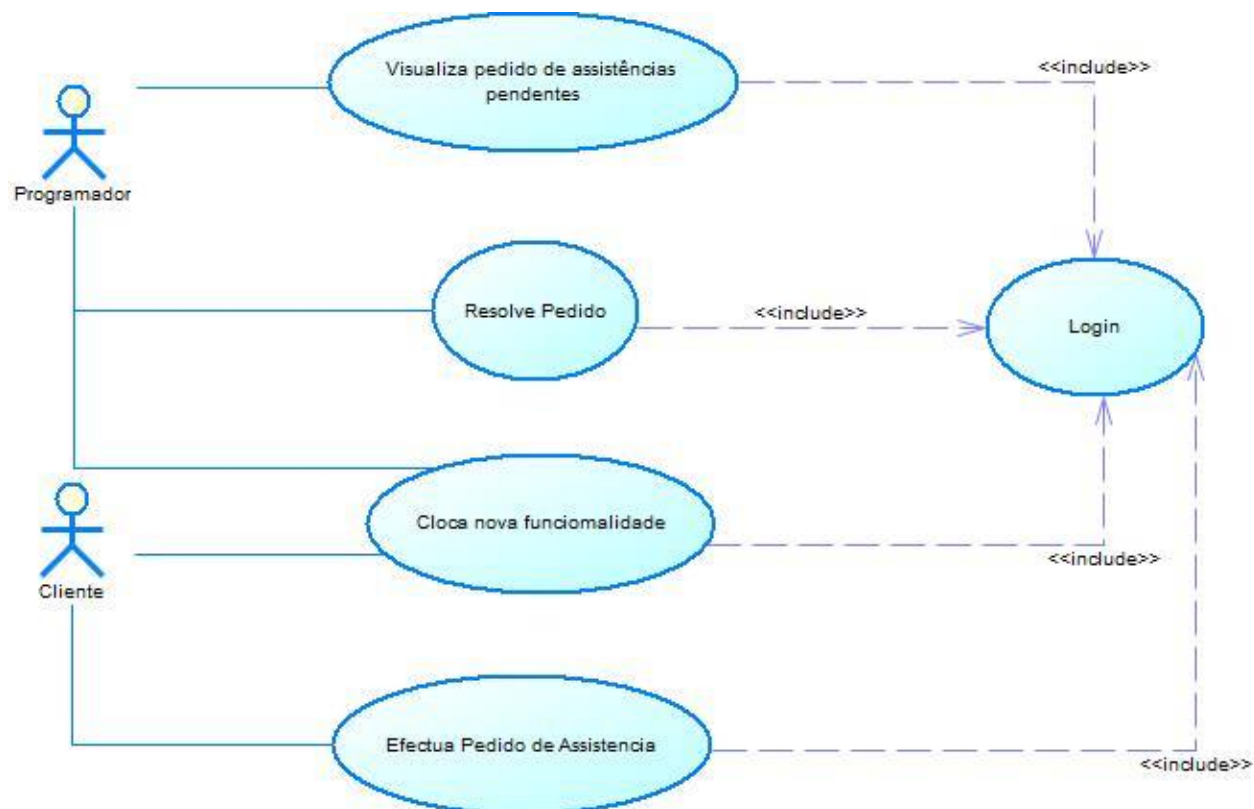 Visualiza pedido de assistências
pendentes
<<include>>
Programador
Resolve Pedido
<<include>>
Login
Cloca nova funciomalidade
<<include>>
Cliente
Efectua Pedido de Assistencia
<<include>>